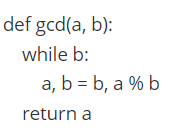 def gcd(a, b):
    while b:
        a, b = b, a % b
    return a